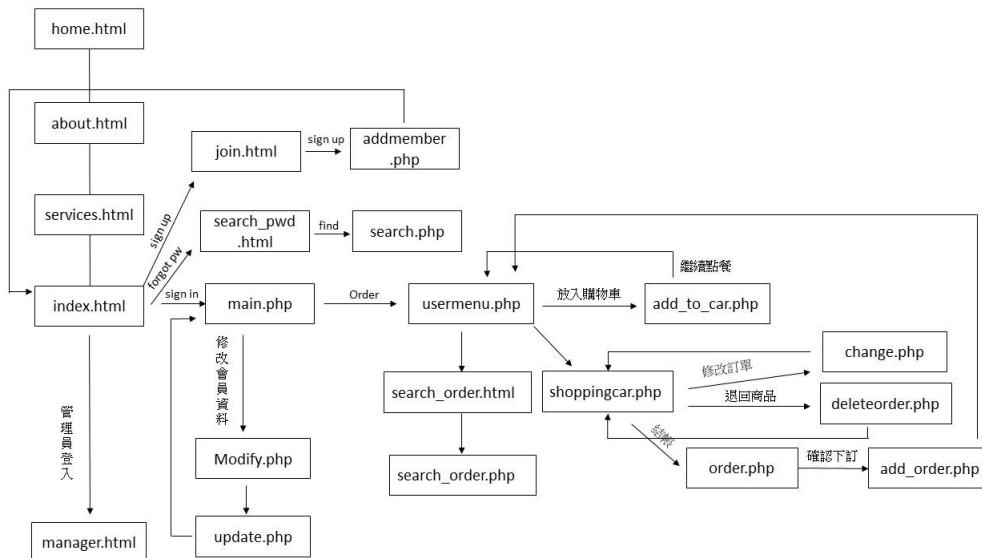 home.html
about.html
services.html
index.html
sign up
join.html
sign up
addmember
.php
forgot pw
search_pwd
.html
find
search.php
sign in
main.php
Order
usermenu.php
放入購物車
add_to_car.php
繼續點餐
修改會員資料
Modify.php
update.php
管理員登入
manager.html
search_order.html
search_order.php
shoppingcar.php
修改訂單
change.php
退回商品
deleteorder.php
結帳
order.php
確認下訂
add_order.php